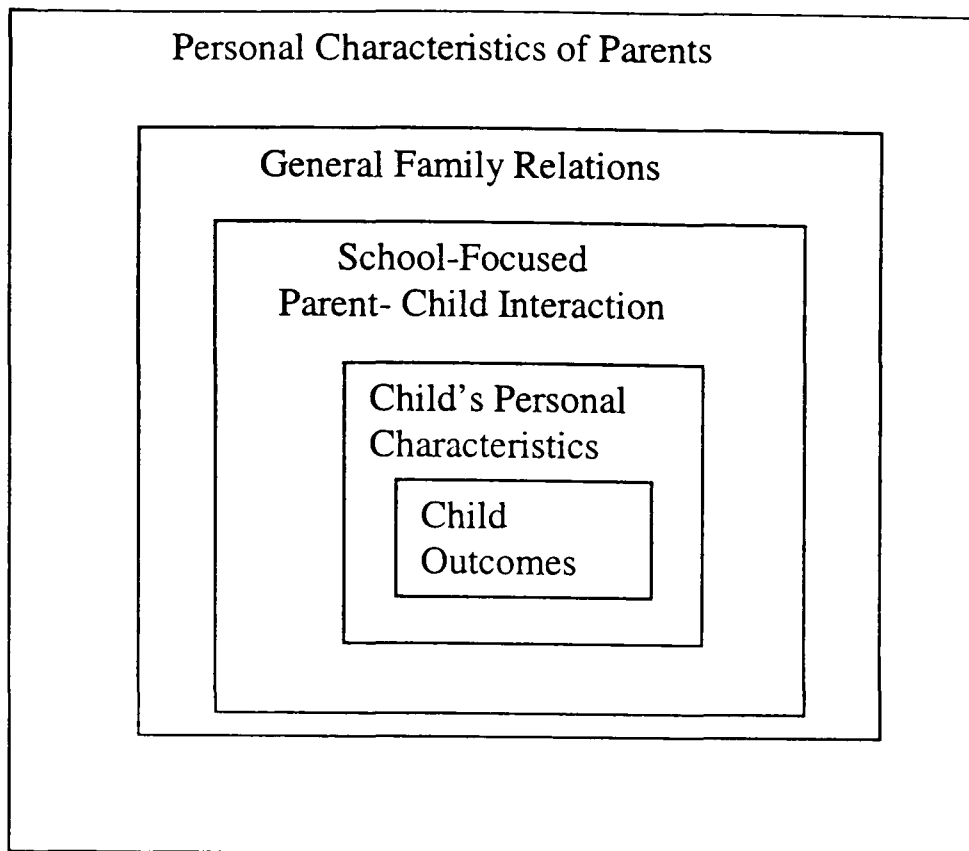 Personal Characteristics of Parents
General Family Relations
School-Focused
Parent- Child Interaction
Child's Personal
Characteristics
Child
Outcomes